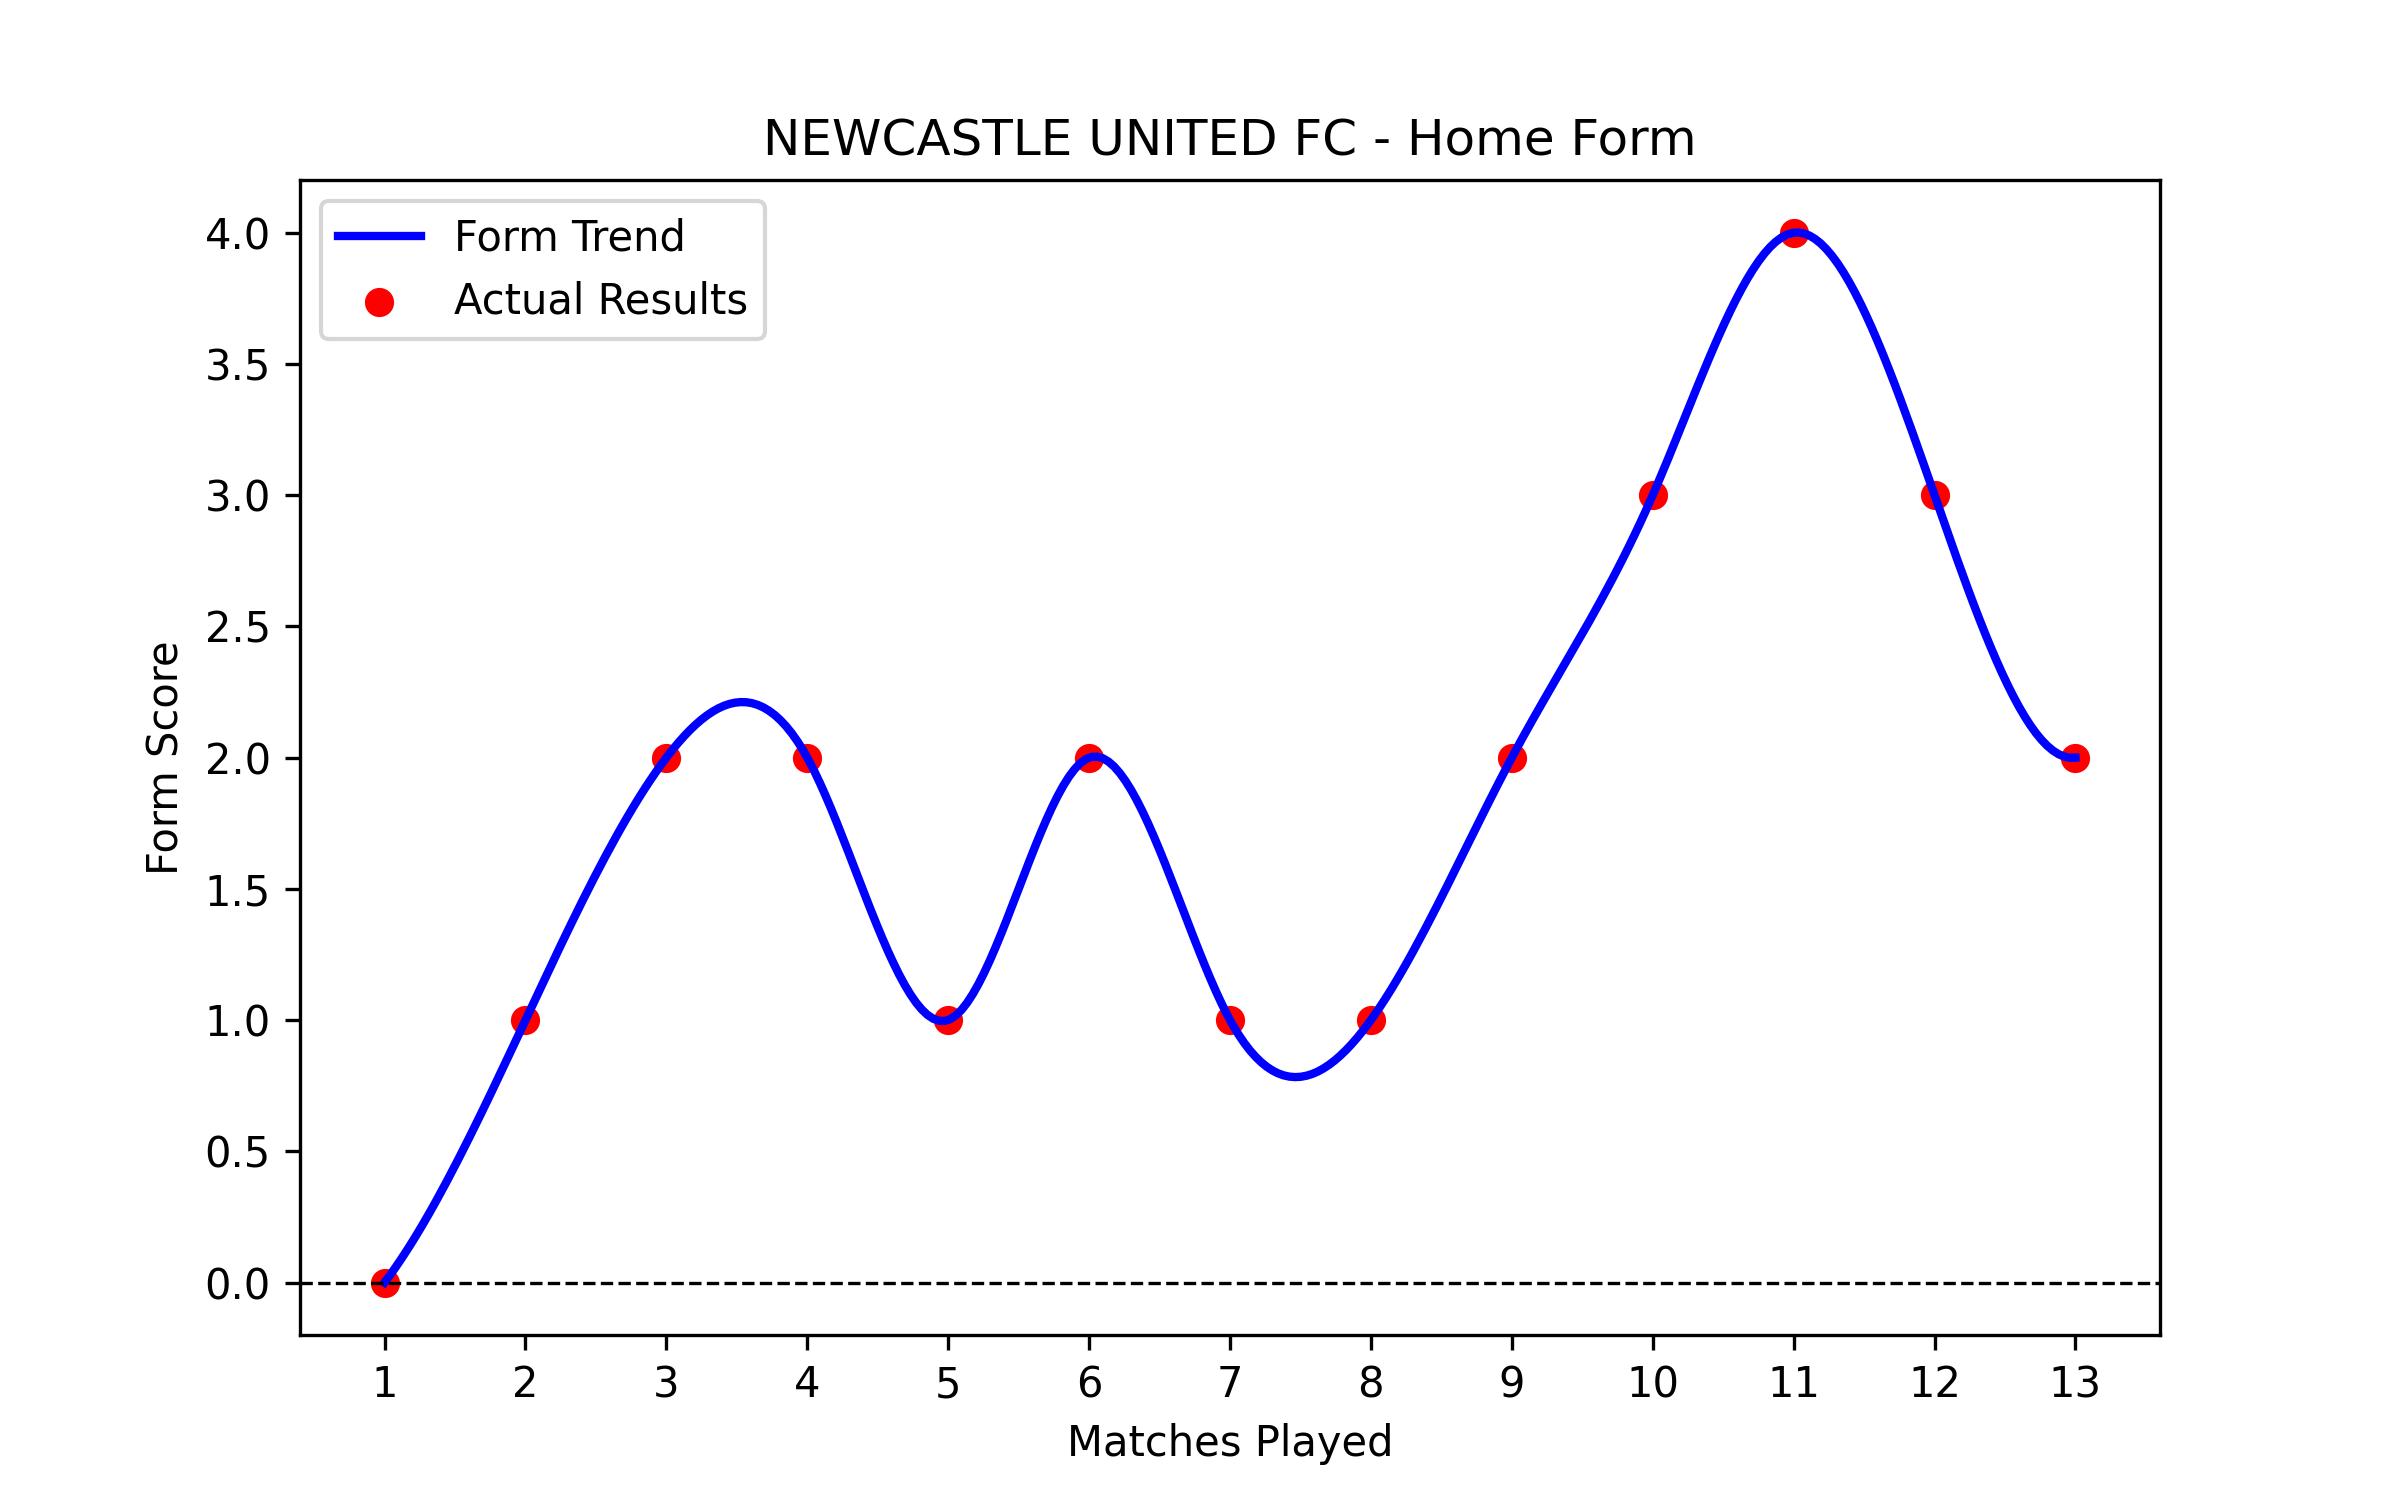 NEWCASTLE UNITED FC - Home Form
Form Trend
Actual Results
Form Score
4.0
3.5
3.0
2.5
2.0
1.5
1.0
0.5
0.0
1 2 3 4 5 6 7 8 9 10 11 12 13
Matches Played